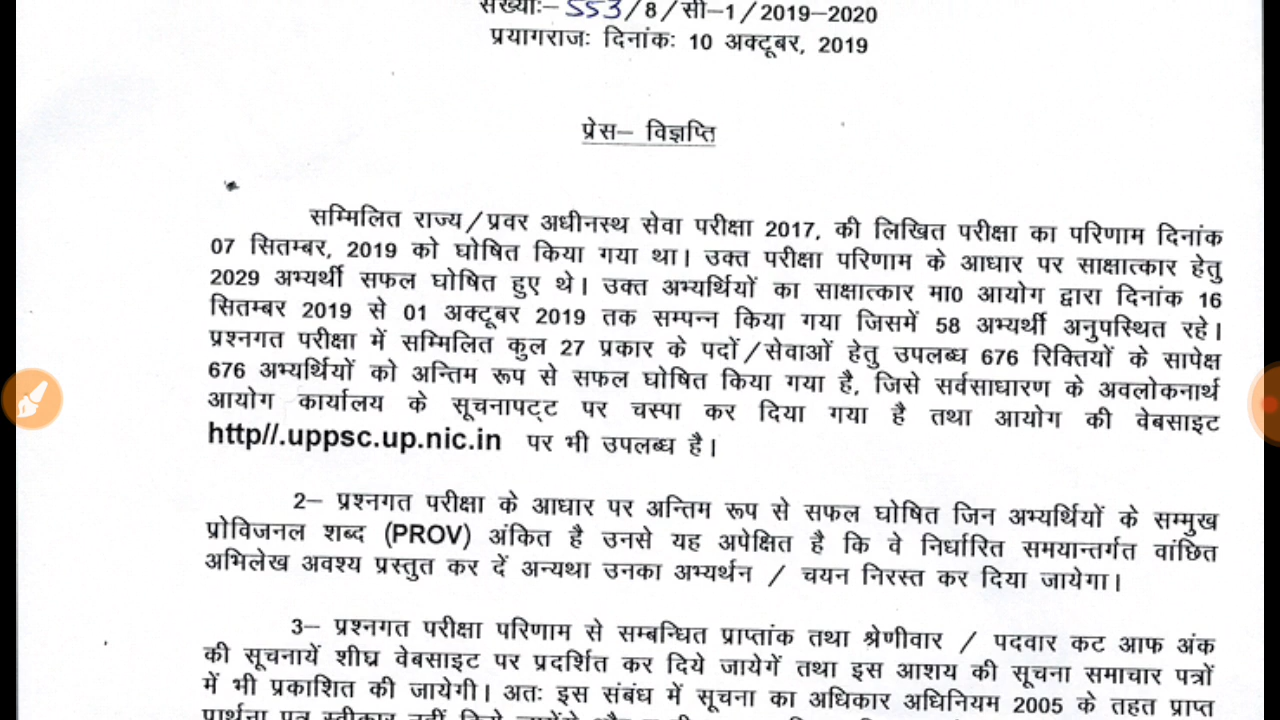 संख्याः– 553/8/सी–1/2019–2020
प्रयागराजः दिनांकः 10 अक्टूबर, 2019
प्रेस– विज्ञप्ति
सम्मिलित राज्य/प्रवर अधीनस्थ सेवा परीक्षा 2017, की लिखित परीक्षा का परिणाम दिनांक
07 सितम्बर, 2019 को घोषित किया गया था। उक्त परीक्षा परिणाम के आधार पर साक्षात्कार हेतु
2029 अभ्यर्थी सफल घोषित हुए थे। उक्त अभ्यर्थियों का साक्षात्कार मा0 आयोग द्वारा दिनांक 16
सितम्बर 2019 से 01 अक्टूबर 2019 तक सम्पन्न किया गया जिसमें 58 अभ्यर्थी अनुपस्थित रहे।
प्रश्नगत परीक्षा में सम्मिलित कुल 27 प्रकार के पदों/सेवाओं हेतु उपलब्ध 676 रिक्तियों के सापेक्ष
676 अभ्यर्थियों को अन्तिम रूप से सफल घोषित किया गया है, जिसे सर्वसाधारण के अवलोकनार्थ
आयोग कार्यालय के सूचनापट्ट पर चस्पा कर दिया गया है तथा आयोग की वेबसाइट
http//.uppsc.up.nic.in पर भी उपलब्ध है।
2– प्रश्नगत परीक्षा के आधार पर अन्तिम रूप से सफल घोषित जिन अभ्यर्थियों के सम्मुख
प्रोविजनल शब्द (PROV) अंकित है उनसे यह अपेक्षित है कि वे निर्धारित समयान्तर्गत वांछित
अभिलेख अवश्य प्रस्तुत कर दें अन्यथा उनका अभ्यर्थन / चयन निरस्त कर दिया जायेगा।
3– प्रश्नगत परीक्षा परिणाम से सम्बन्धित प्राप्तांक तथा श्रेणीवार / पदवार कट आफ अंक
की सूचनायें शीघ्र वेबसाइट पर प्रदर्शित कर दिये जायेगें तथा इस आशय की सूचना समाचार पत्रों
में भी प्रकाशित की जायेगी। अतः इस संबंध में सूचना का अधिकार अधिनियम 2005 के तहत प्राप्त
प्रार्थना पत्र स्वीकार नहीं किये जायेंगे